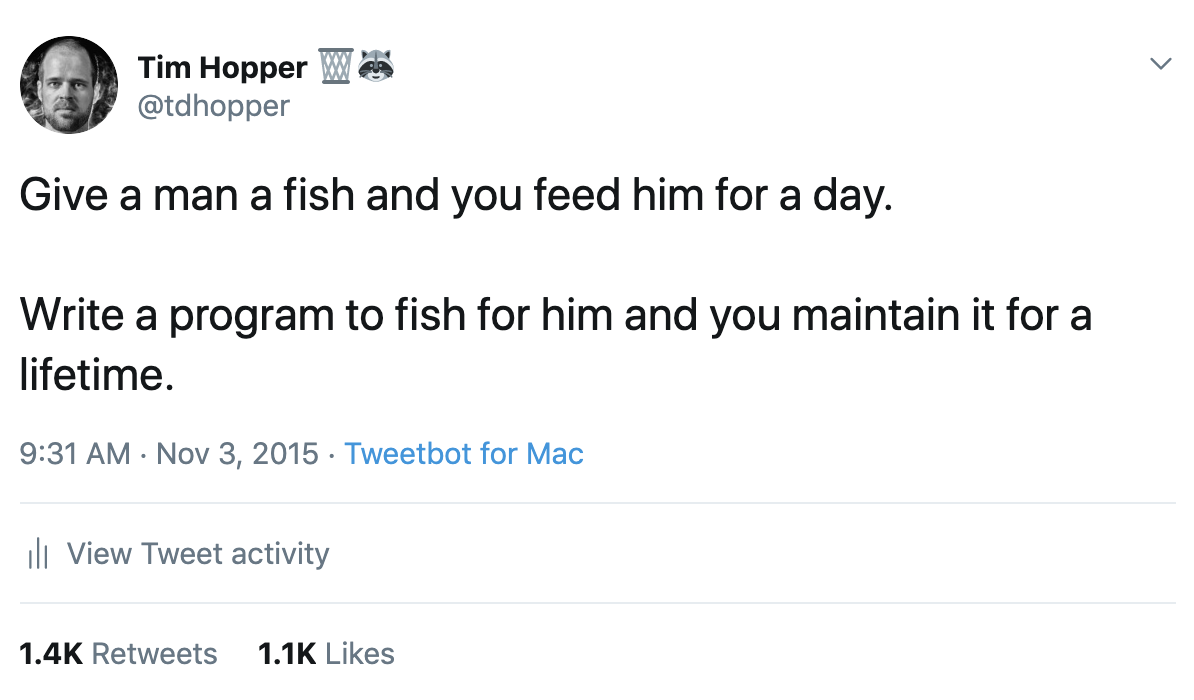 Tim Hopper 🗑🦝
@tdhopper
Give a man a fish and you feed him for a day.
Write a program to fish for him and you maintain it for a
lifetime.
9:31 AM · Nov 3, 2015 · Tweetbot for Mac
View Tweet activity
1.4K Retweets 1.1K Likes